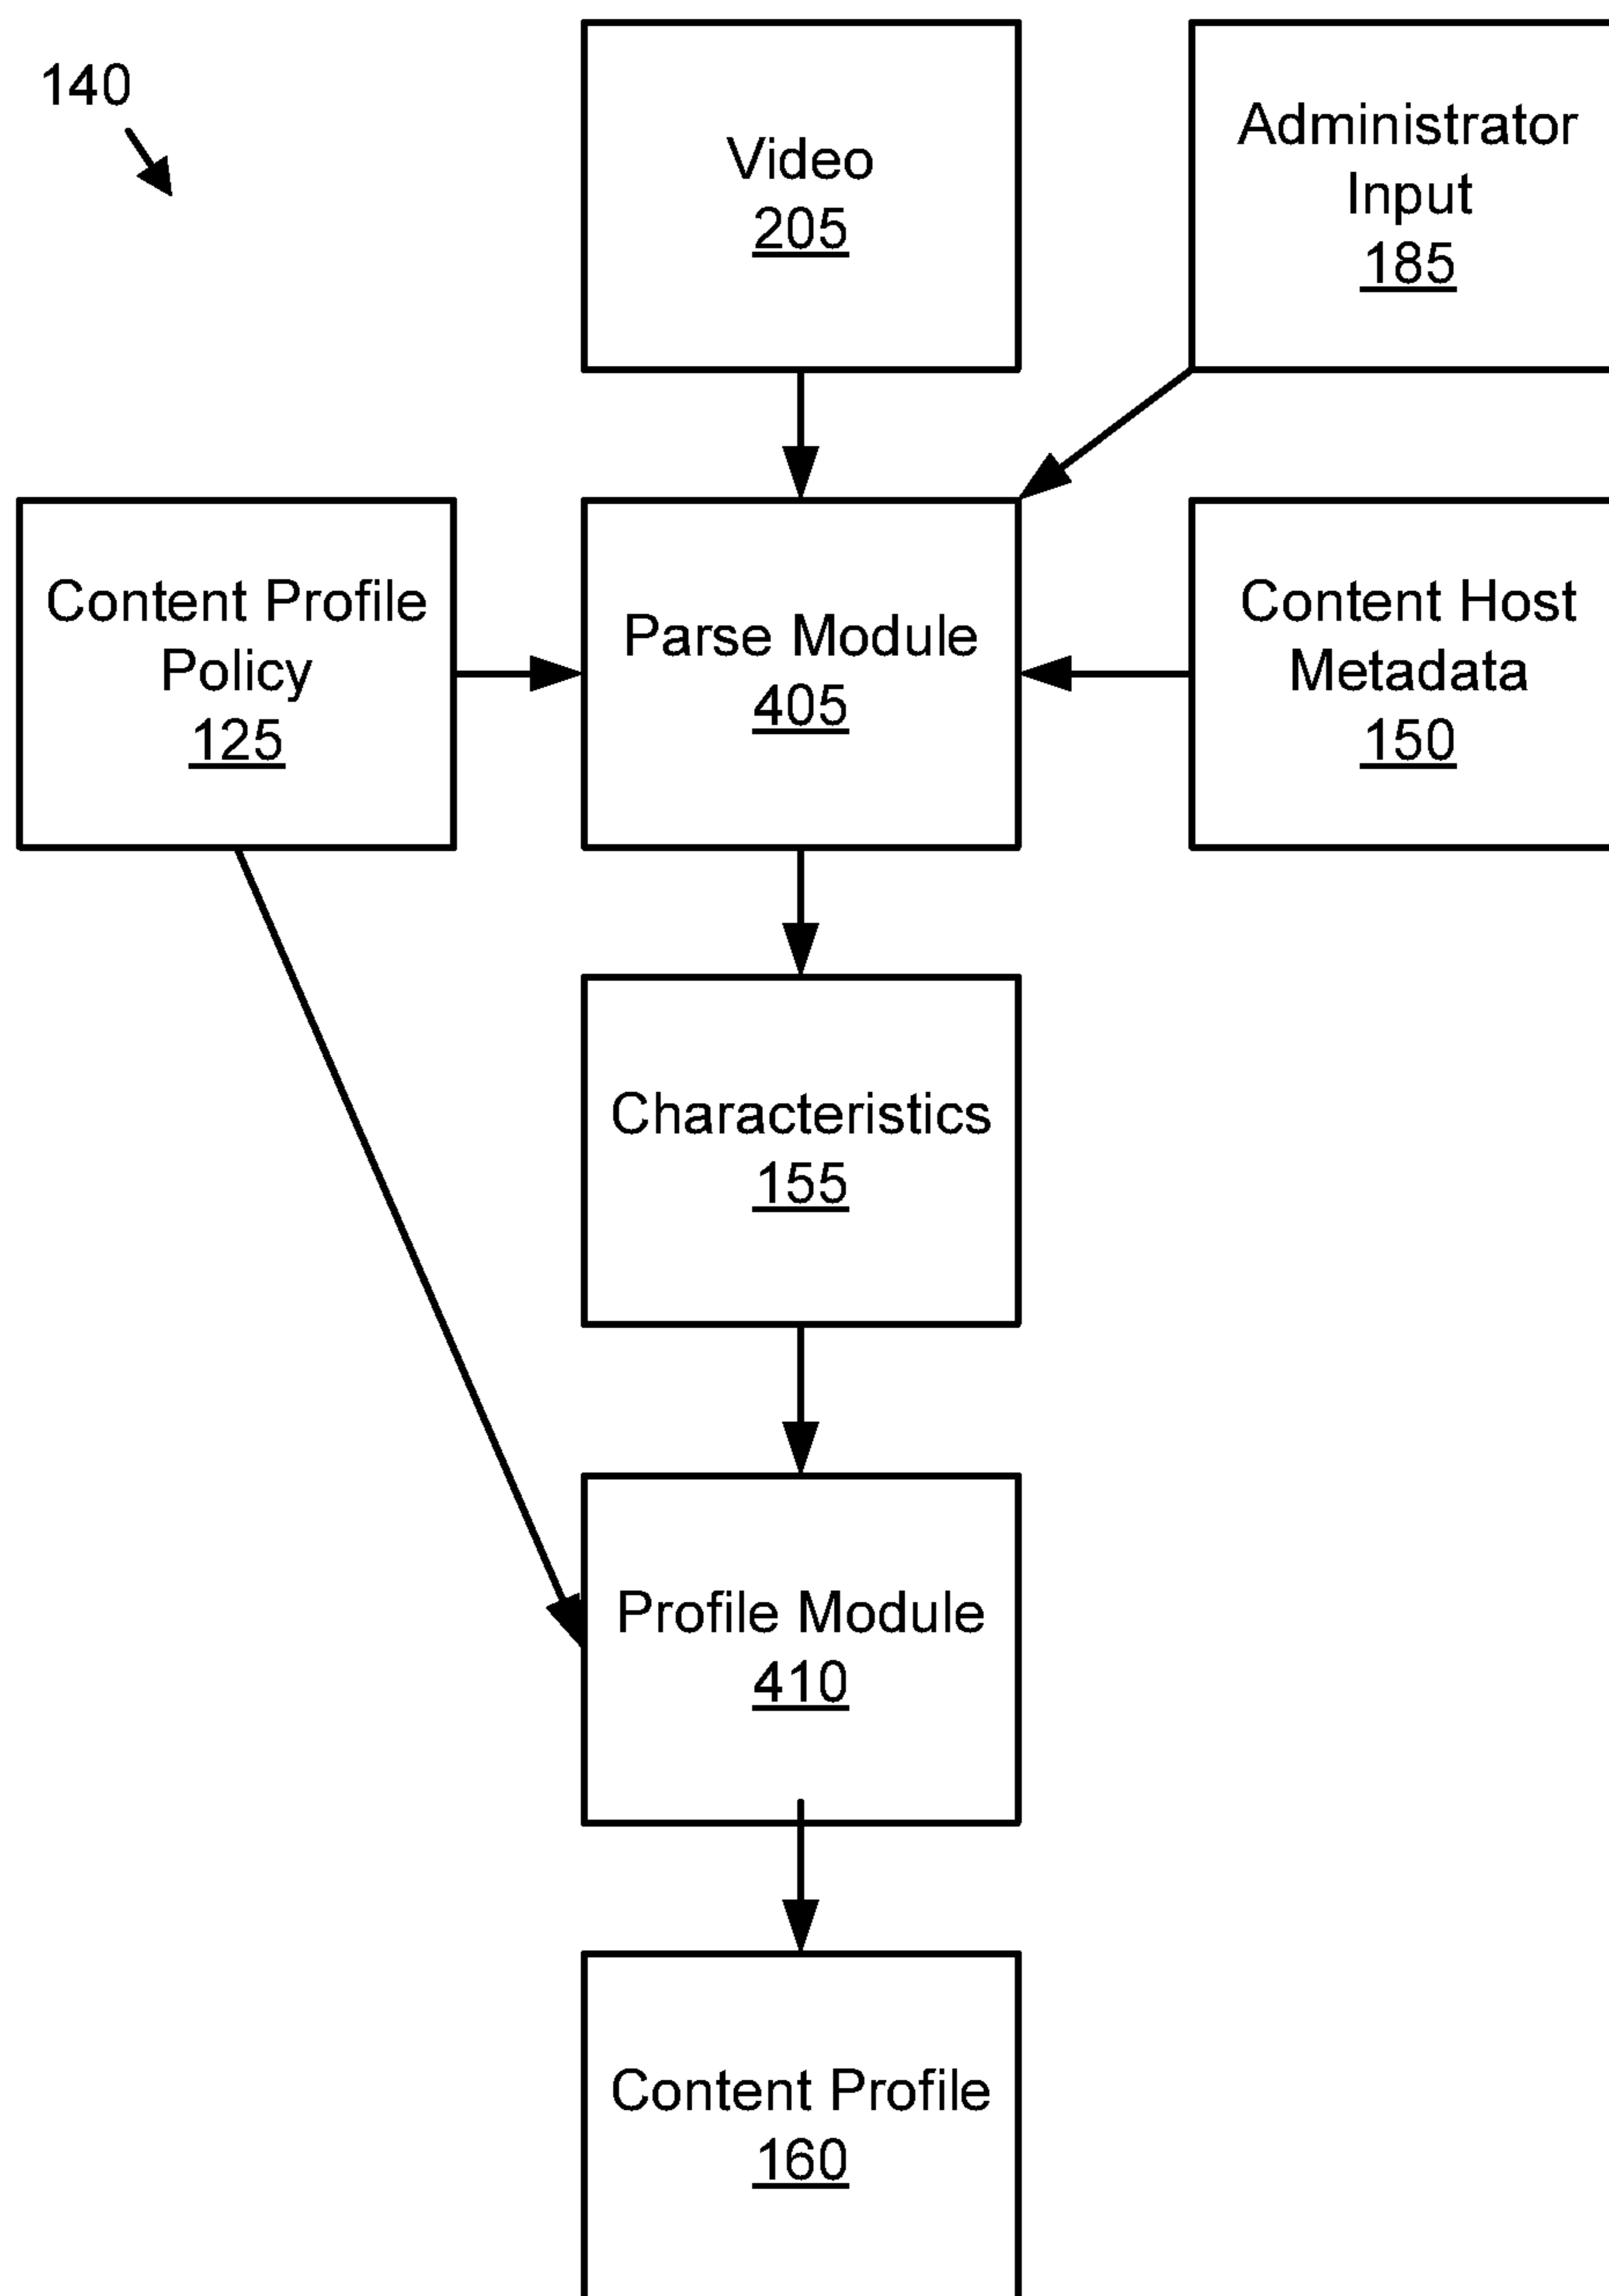 140
Video
205
Administrator
Input
185
Content Profile
Policy
125
Parse Module
405
Content Host
Metadata
150
Characteristics
155
Profile Module
410
Content Profile
160